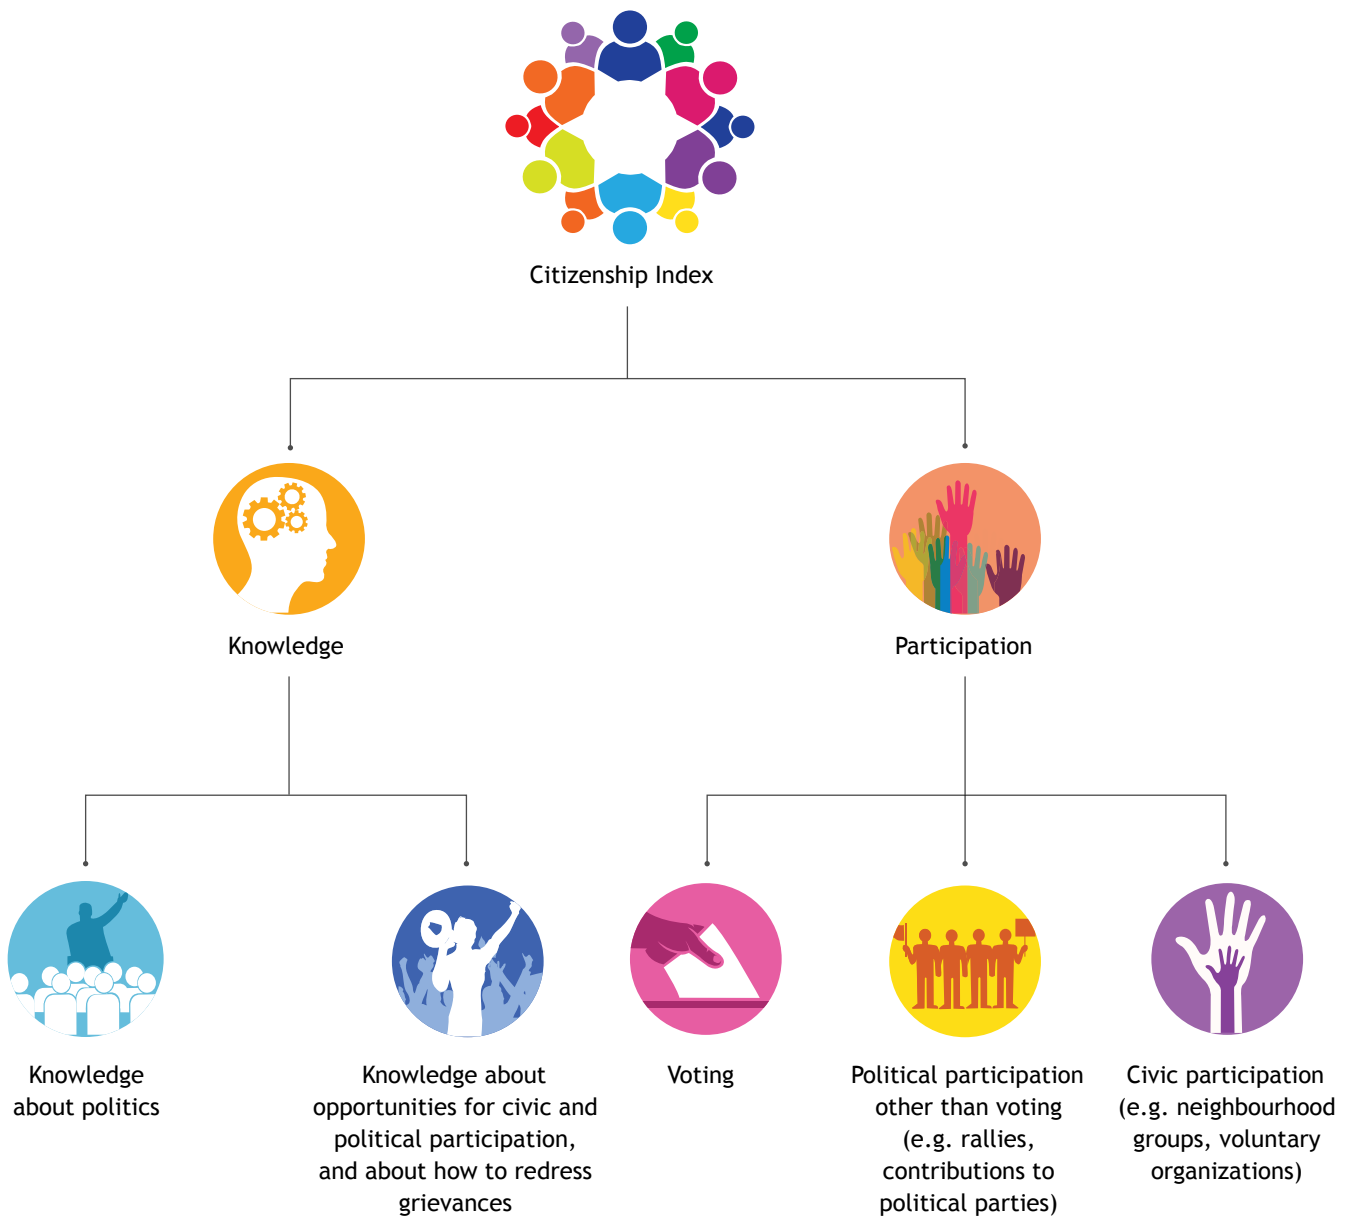 Citizenship Index
Knowledge
Participation
Knowledge
about politics
Knowledge about
opportunities for civic and
political participation,
and about how to redress
grievances
Voting
Political participation
other than voting
(e.g. rallies,
contributions to
political parties)
Civic participation
(e.g. neighbourhood
groups, voluntary
organizations)